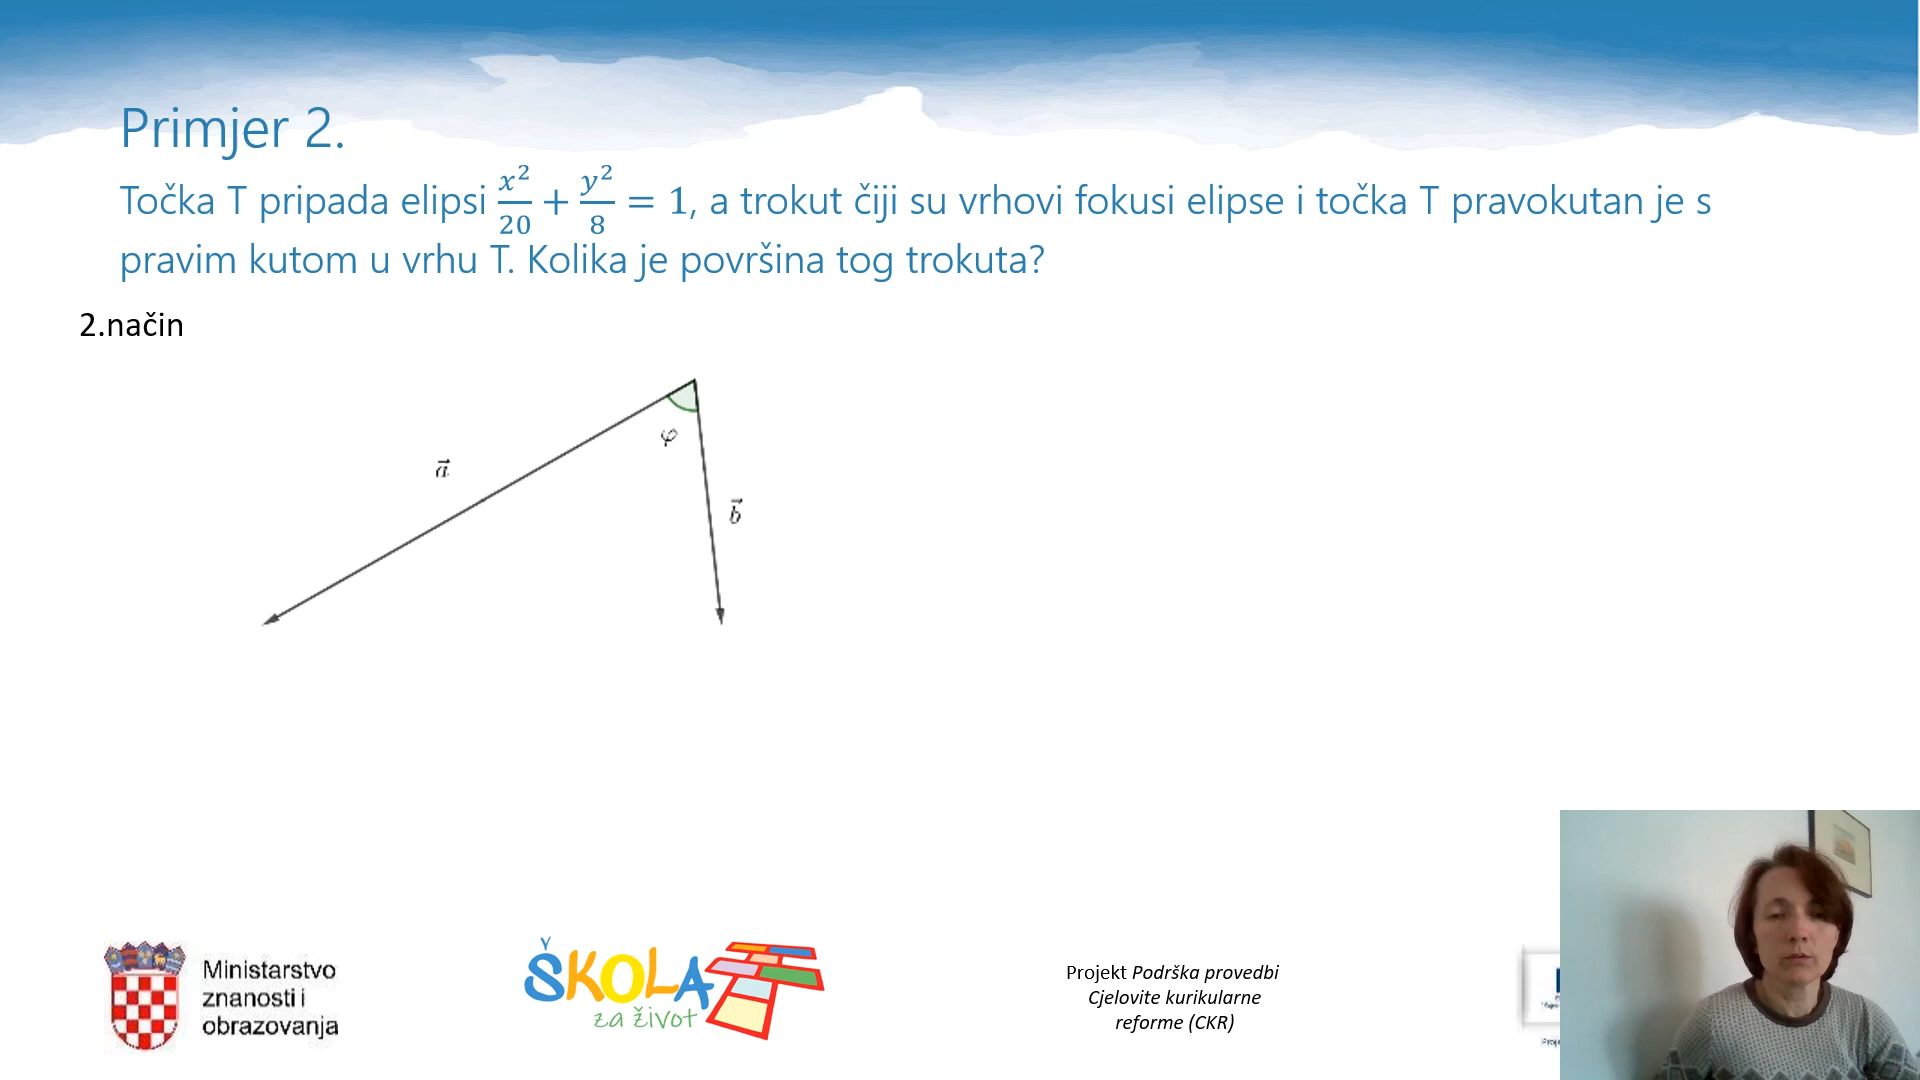 Primjer 2.
Točka T pripada elipsi x²/20 + y²/8 = 1, a trokut čiji su vrhovi fokusi elipse i točka T pravokutan je s
pravim kutom u vrhu T. Kolika je površina tog trokuta?
2.način
φ
a⃗
b⃗
Ministarstvo
znanosti i
obrazovanja
ŠKOLA
za život
Projekt Podrška provedbi
Cjelovite kurikularne
reforme (CKR)